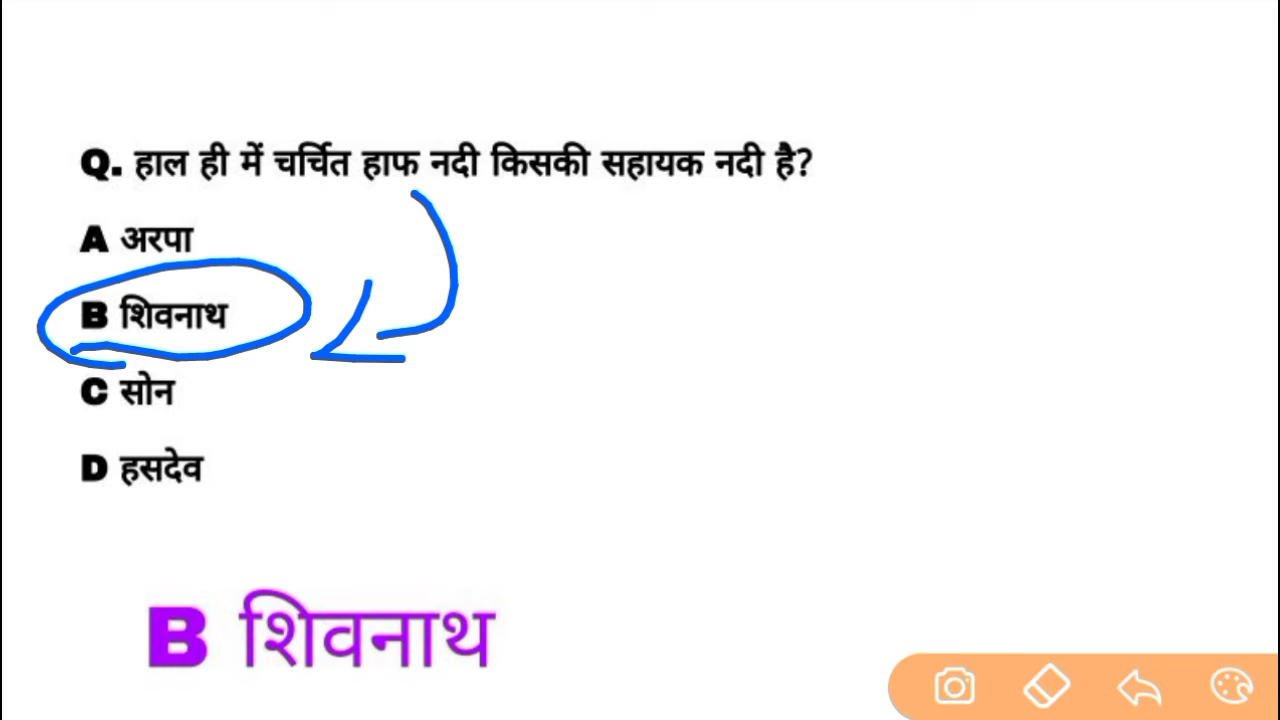 Q. हाल ही में चर्चित हाफ नदी किसकी सहायक नदी है?
A अरपा
B शिवनाथ
C सोन
D हसदेव
B शिवनाथ